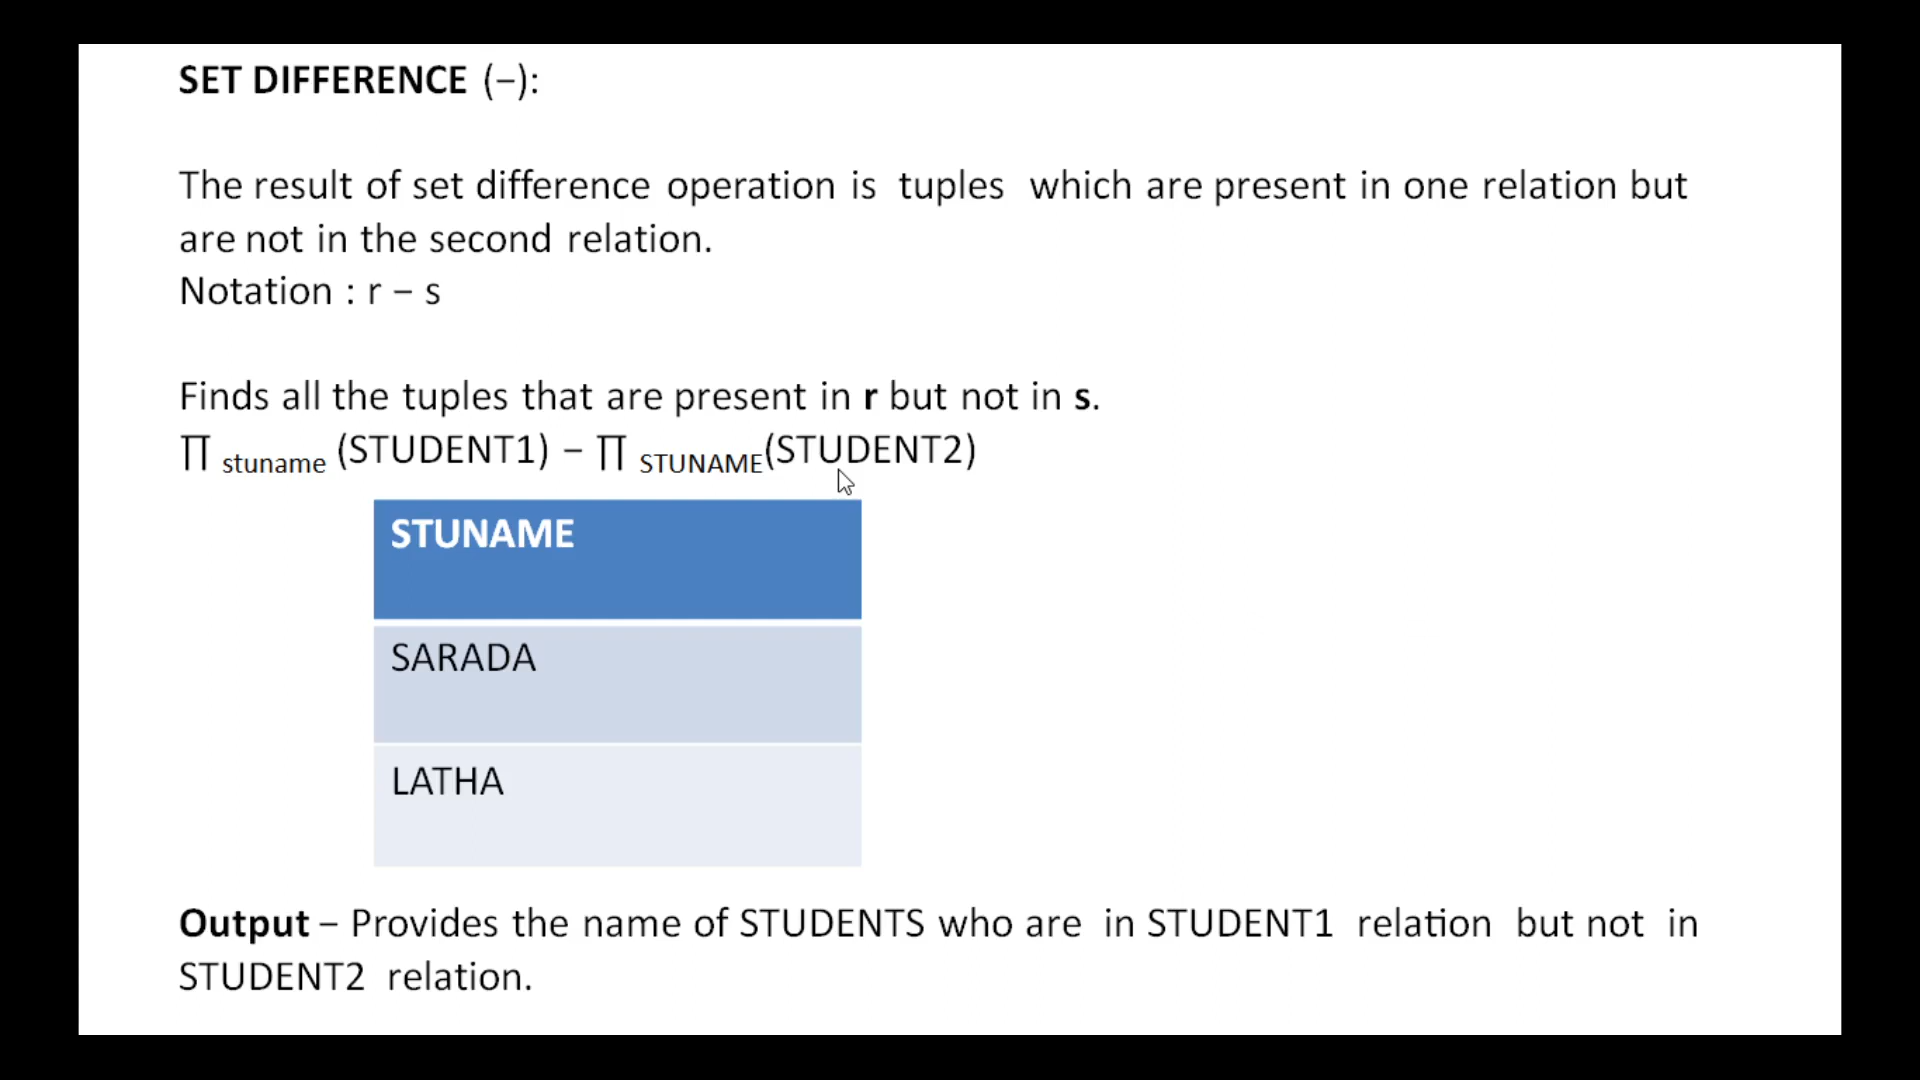 SET DIFFERENCE (−):
The result of set difference operation is tuples which are present in one relation but
are not in the second relation.
Notation : r − s
Finds all the tuples that are present in r but not in s.
∏ stuname (STUDENT1) − ∏ STUNAME(STUDENT2)
STUNAME
SARADA
LATHA
Output − Provides the name of STUDENTS who are in STUDENT1 relation but not in
STUDENT2 relation.